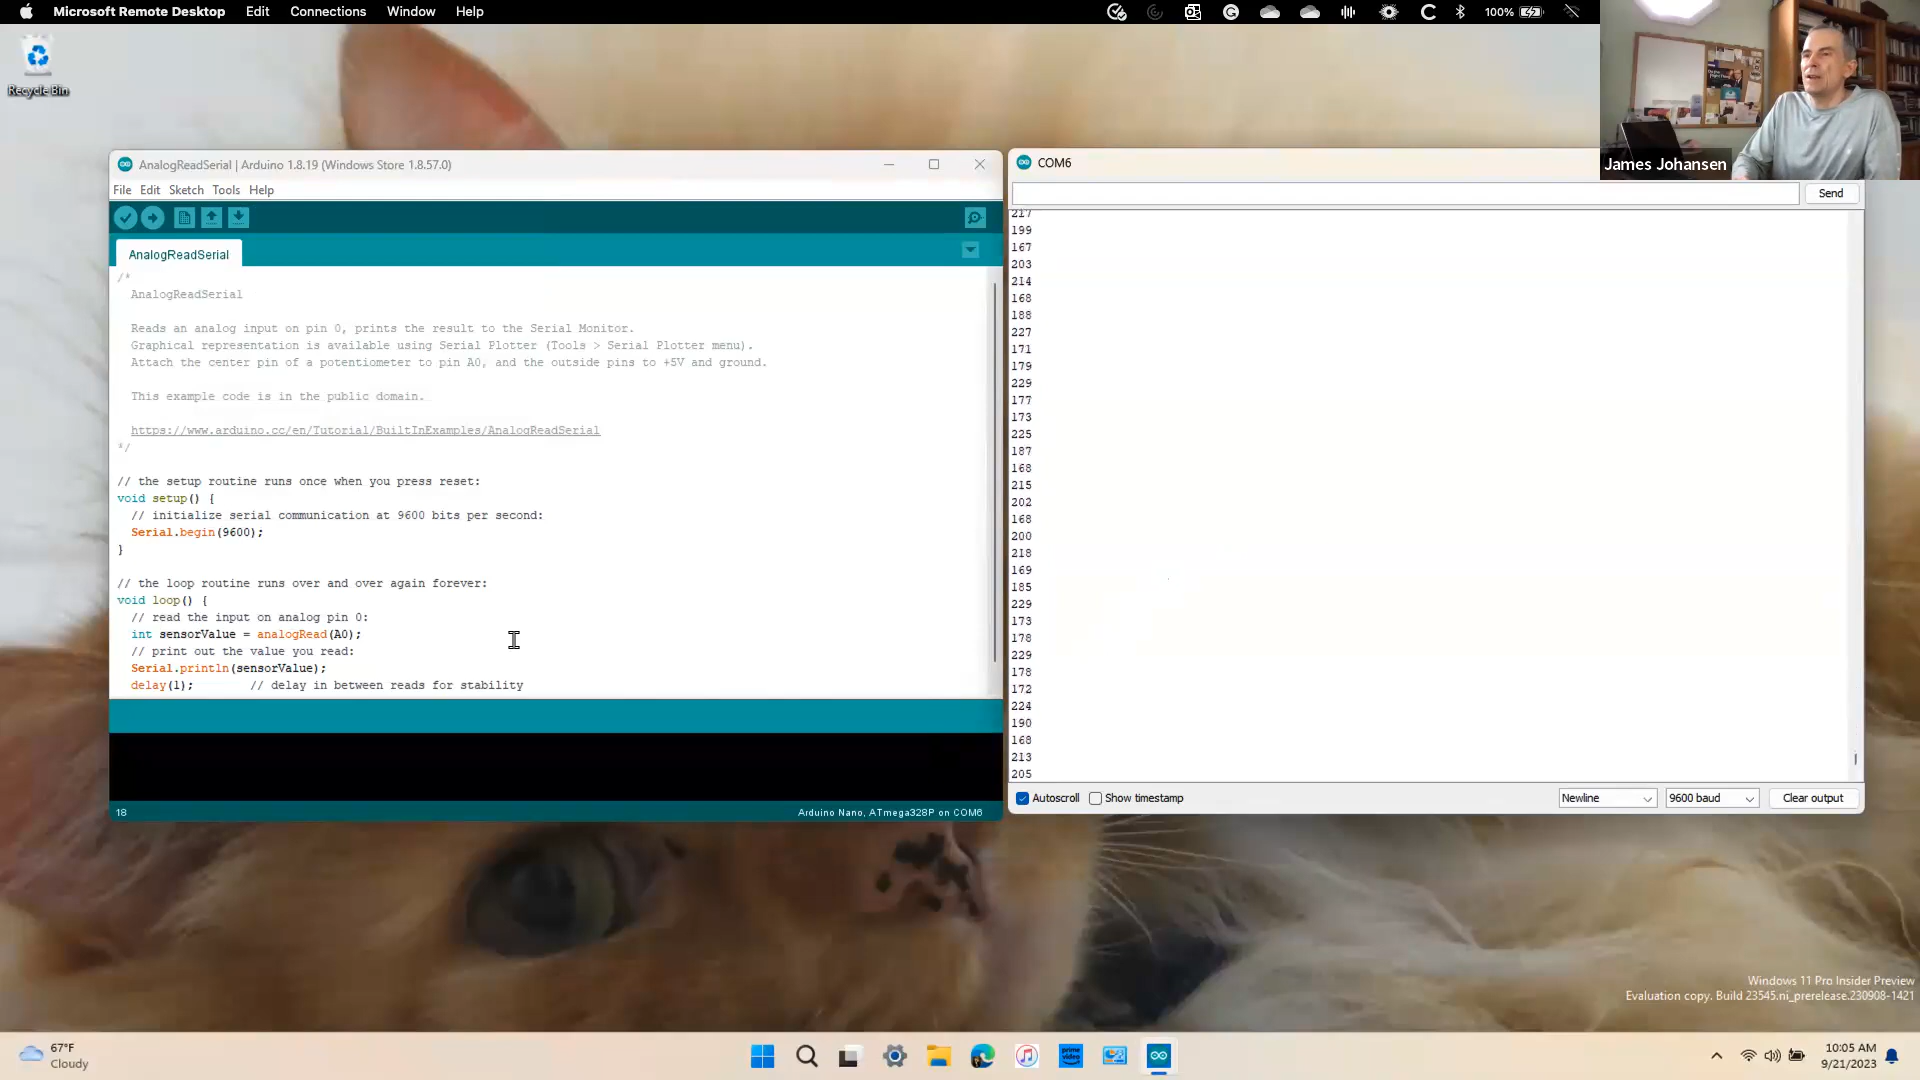 Microsoft Remote Desktop Edit Connections Window Help
100%
Recycle Bin
James Johansen
AnalogReadSerial | Arduino 1.8.19 (Windows Store 1.8.57.0)
File Edit Sketch Tools Help
AnalogReadSerial
/*
AnalogReadSerial
Reads an analog input on pin 0, prints the result to the Serial Monitor.
Graphical representation is available using Serial Plotter (Tools > Serial Plotter menu).
Attach the center pin of a potentiometer to pin A0, and the outside pins to +5V and ground.
This example code is in the public domain.
https://www.arduino.cc/en/Tutorial/BuiltInExamples/AnalogReadSerial
*/
// the setup routine runs once when you press reset:
void setup() {
// initialize serial communication at 9600 bits per second:
Serial.begin(9600);
}
// the loop routine runs over and over again forever:
void loop() {
// read the input on analog pin 0:
int sensorValue = analogRead(A0);
// print out the value you read:
Serial.println(sensorValue);
delay(1); // delay in between reads for stability
18
Arduino Nano, ATmega328P on COM6
COM6
Send
217
199
167
203
214
168
188
227
171
179
229
177
173
225
187
168
215
202
168
200
218
169
185
229
173
178
229
178
172
224
190
168
213
205
Autoscroll Show timestamp
Newline
9600 baud
Clear output
Windows 11 Pro Insider Preview
Evaluation copy. Build 23545.ni_prerelease.230908-1421
67°F
Cloudy
prime video
10:05 AM
9/21/2023